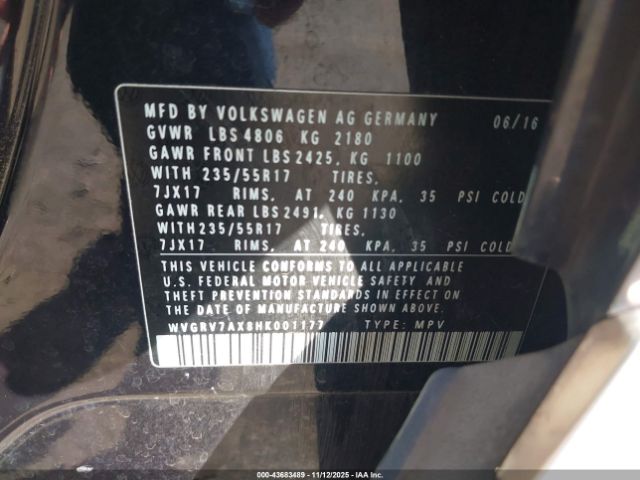 MFD BY VOLKSWAGEN AG GERMANY 06/16
GVWR LBS 4806 KG 2180
GAWR FRONT LBS 2425, KG 1100
WITH 235/55R17 TIRES,
7JX17 RIMS, AT 240 KPA, 35 PSI COLD
GAWR REAR LBS 2491, KG 1130
WITH 235/55R17 TIRES,
7JX17 RIMS, AT 240 KPA, 35 PSI COLD
THIS VEHICLE CONFORMS TO ALL APPLICABLE
U.S. FEDERAL MOTOR VEHICLE SAFETY AND
THEFT PREVENTION STANDARDS IN EFFECT ON
THE DATE OF MANUFACTURE SHOWN ABOVE.
WVGRV7AX8HK001177 TYPE: MPV
000-43683489 - 11/12/2025 - IAAI.COM